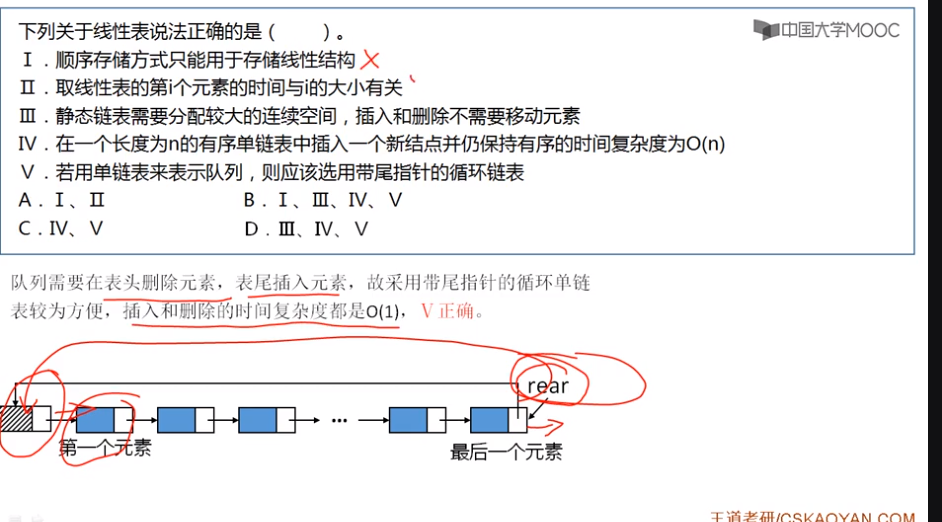 下列关于线性表说法正确的是（　　）。
中国大学MOOC
Ⅰ．顺序存储方式只能用于存储线性结构
Ⅱ．取线性表的第i个元素的时间与i的大小有关
Ⅲ．静态链表需要分配较大的连续空间，插入和删除不需要移动元素
Ⅳ．在一个长度为n的有序单链表中插入一个新结点并仍保持有序的时间复杂度为O(n)
Ⅴ．若用单链表来表示队列，则应该选用带尾指针的循环链表
A．Ⅰ、Ⅱ　　B．Ⅰ、Ⅲ、Ⅳ、Ⅴ
C．Ⅳ、Ⅴ　　D．Ⅲ、Ⅳ、Ⅴ
队列需要在表头删除元素，表尾插入元素，故采用带尾指针的循环单链
表较为方便，插入和删除的时间复杂度都是O(1)，Ⅴ正确。
rear
...
第一个元素
最后一个元素
王道考研/CSKAOYAN.COM